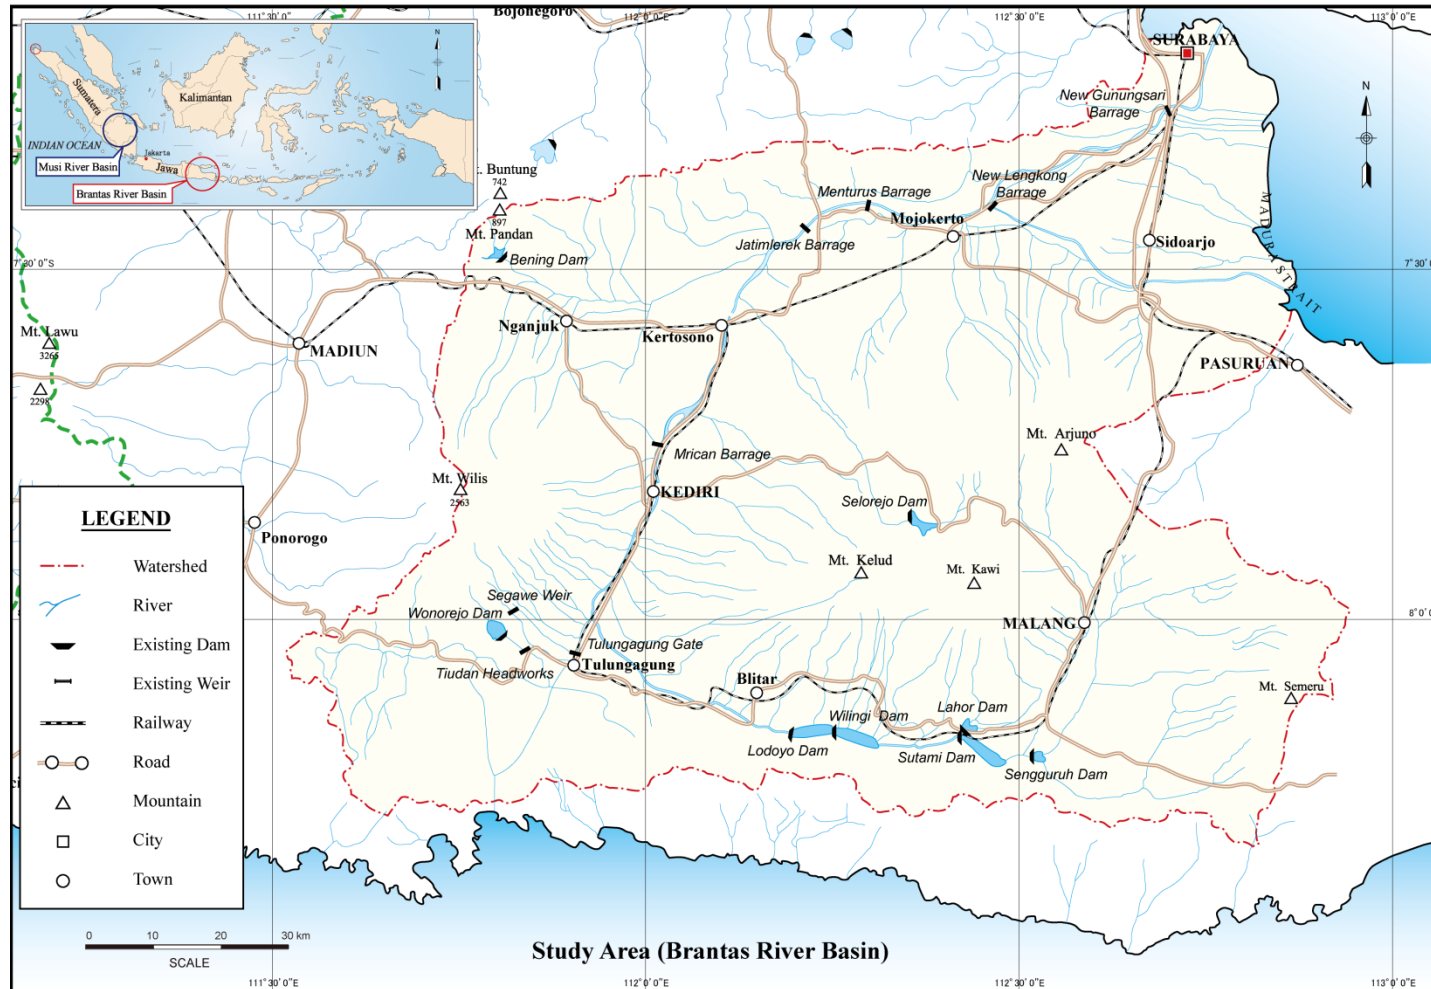 111°30' 0"E
112°0' 0"E
112°30' 0"E
113°0' 0"E
Bojonegoro
SURABAYA
N
Sumatera
Kalimantan
INDIAN OCEAN
Jakarta
Jawa
Musi River Basin
Brantas River Basin
N
New Gunungsari
Barrage
t. Buntung
742
897
Mt. Pandan
Bening Dam
Menturus Barrage
New Lengkong
Barrage
Mojokerto
Jatimlerek Barrage
Sidoarjo
MADURA STRAIT
7°30' 0"S
7°30' 0"
Mt. Lawu
3265
2298
MADIUN
Nganjuk
Kertosono
PASURUAN
Mt. Arjuno
Mrican Barrage
Mt. Wilis
2563
KEDIRI
Selorejo Dam
Ponorogo
Mt. Kelud
Mt. Kawi
Segawe Weir
Wonorejo Dam
8°0' 0"
MALANG
Tulungagung Gate
Tulungagung
Tiudan Headworks
Blitar
Mt. Semeru
Lahor Dam
Wilingi Dam
Lodoyo Dam
Sutami Dam
Sengguruh Dam
LEGEND
Watershed
River
Existing Dam
Existing Weir
Railway
Road
Mountain
City
Town
0 10 20 30 km
SCALE
Study Area (Brantas River Basin)
111°30' 0"E
112°0' 0"E
112°30' 0"E
113°0' 0"E